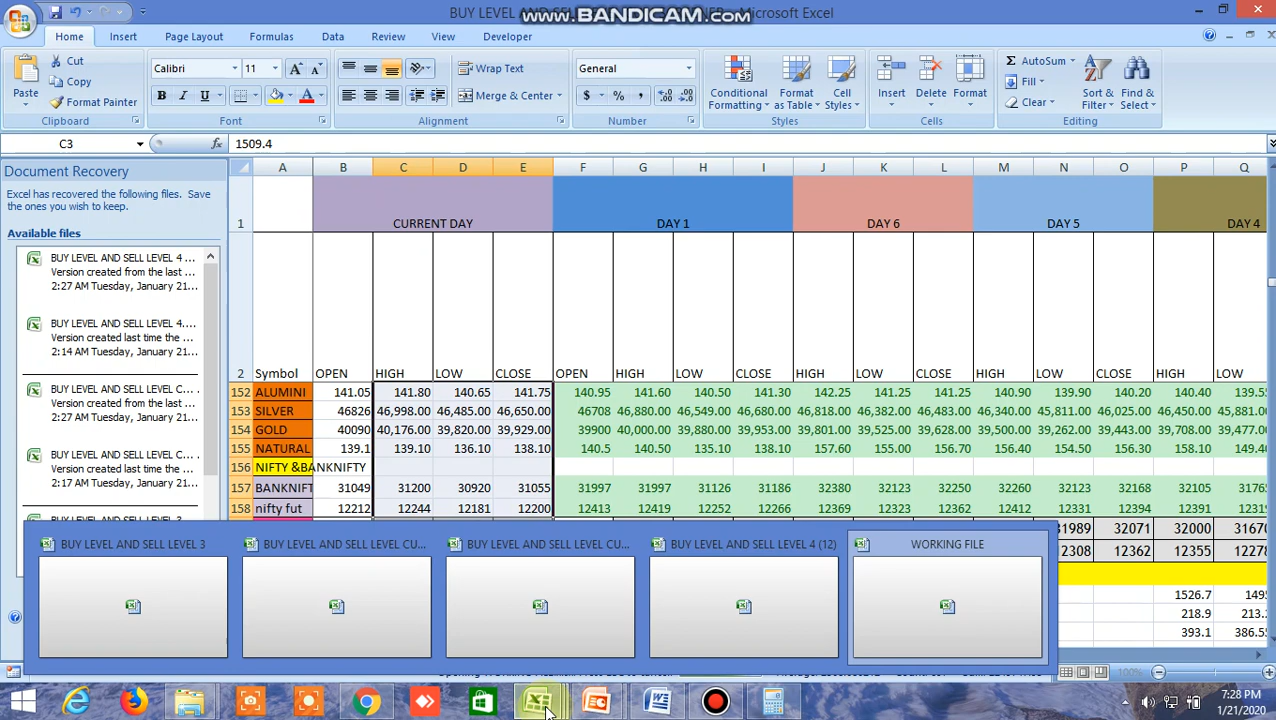 BUY LEVEL AND SELL LEVEL
www.BANDICAM.com
Microsoft Excel
Home Insert Page Layout Formulas Data Review View Developer
Paste
Cut
Copy
Format Painter
Clipboard
Calibri 11
B I U
Font
Wrap Text
Merge & Center
Alignment
General
$ % ,
Number
Conditional Formatting
Format as Table
Cell Styles
Styles
Insert Delete Format
Cells
AutoSum
Fill
Clear
Sort & Filter
Find & Select
Editing
C3 fx 1509.4
Document Recovery
Excel has recovered the following files. Save
the ones you wish to keep.
Available files
BUY LEVEL AND SELL LEVEL 4 ...
Version created from the last ...
2:27 AM Tuesday, January 21...
BUY LEVEL AND SELL LEVEL 4....
Version created last time the ...
2:14 AM Tuesday, January 21...
BUY LEVEL AND SELL LEVEL C...
Version created from the last ...
2:27 AM Tuesday, January 21...
BUY LEVEL AND SELL LEVEL C...
Version created last time the ...
2:17 AM Tuesday, January 21...
A B C D E F G H I J K L M N O P Q
1 CURRENT DAY DAY 1 DAY 6 DAY 5 DAY 4
2 Symbol OPEN HIGH LOW CLOSE OPEN HIGH LOW CLOSE HIGH LOW CLOSE HIGH LOW CLOSE HIGH LOW
152 ALUMINI 141.05 141.80 140.65 141.75 140.95 141.60 140.50 141.30 142.25 141.25 141.25 140.90 139.90 140.20 140.40 139.5
153 SILVER 46826 46,998.00 46,485.00 46,650.00 46708 46,880.00 46,549.00 46,680.00 46,818.00 46,382.00 46,483.00 46,340.00 45,811.00 46,025.00 46,450.00 45,881.0
154 GOLD 40090 40,176.00 39,820.00 39,929.00 39900 40,000.00 39,880.00 39,953.00 39,801.00 39,525.00 39,628.00 39,500.00 39,262.00 39,443.00 39,708.00 39,477.0
155 NATURAL 139.1 139.10 136.10 138.10 140.5 140.50 135.10 138.10 157.60 155.00 156.70 156.40 154.50 156.30 158.10 149.4
156 NIFTY &BANKNIFTY
157 BANKNIFT 31049 31200 30920 31055 31997 31997 31126 31186 32380 32123 32250 32260 32123 32168 32105 3176
158 nifty fut 12212 12244 12181 12200 12413 12419 12252 12266 12369 12323 12362 12364 12312 12354 12391 1231
31989 32071 32000 31670
12308 12362 12355 12278
1526.7 149
218.9 213.
393.1 386.5
BUY LEVEL AND SELL LEVEL 3
BUY LEVEL AND SELL LEVEL CU...
BUY LEVEL AND SELL LEVEL CU...
BUY LEVEL AND SELL LEVEL 4 (12)
WORKING FILE
100%
7:28 PM
1/21/2020